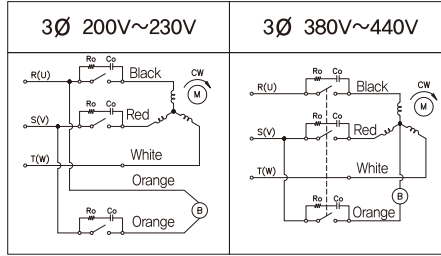 3Ø 200V～230V
Ro Co
R(U) Black CW
M
Ro Co
S(V) Red
T(W) White
Orange
B
Ro Co
Orange
3Ø 380V～440V
Ro Co
R(U) Black CW
M
Ro Co
S(V) Red
T(W) White
B
Ro Co
Orange